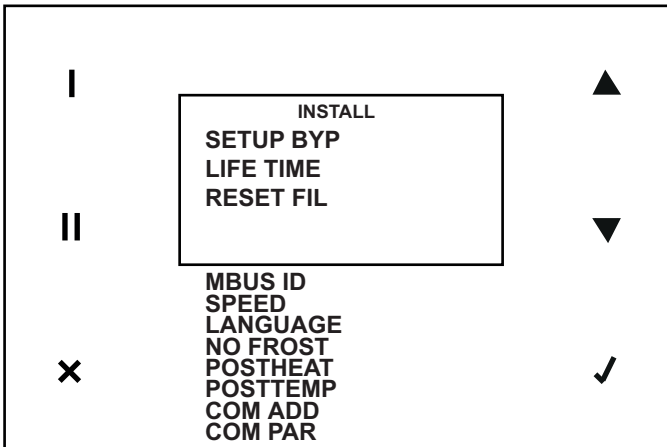 I
INSTALL
SETUP BYP
LIFE TIME
RESET FIL
II
MBUS ID
SPEED
LANGUAGE
NO FROST
POSTHEAT
POSTTEMP
COM ADD
COM PAR